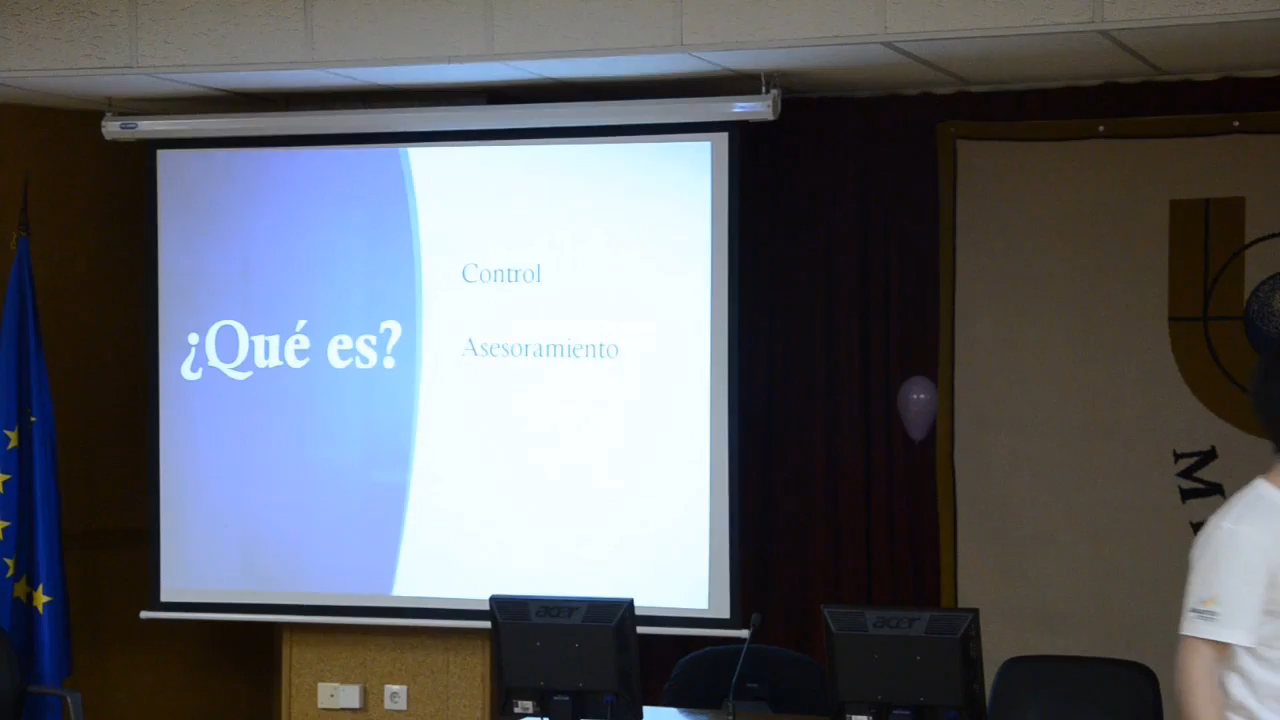 ¿Qué es?
Control
Asesoramiento
acer
acer
M